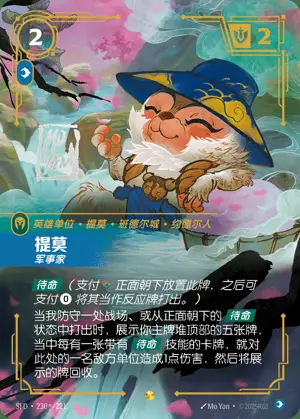 2
2
英雄单位 • 提莫 • 班德尔城 • 约德尔人
提莫
军事家
待命（支付 正面朝下放置此牌，之后可
支付 0 将其当作反应牌打出。）
当我防守一处战场、或从正面朝下的 待命
状态中打出时，展示你主牌堆顶部的五张牌，
当中每有一张带有 待命 技能的卡牌，就对
此处的一名敌方单位造成1点伤害，然后将展
示的牌回收。
SFD • 230*/221
Mo Yan • ©2025RG